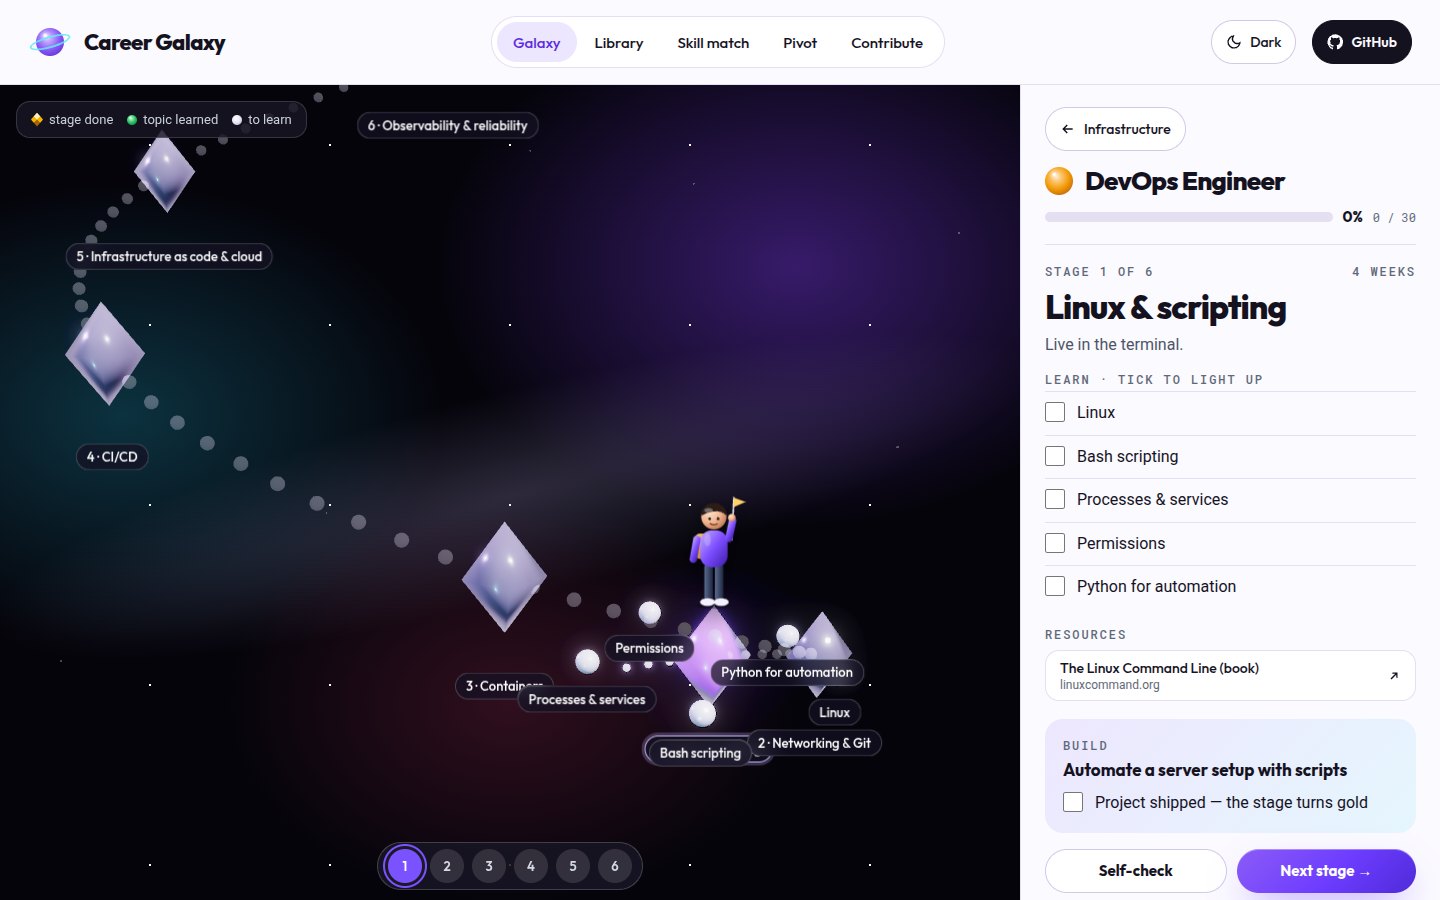 Career Galaxy
Galaxy
Library
Skill match
Pivot
Contribute
Dark
GitHub
stage done
topic learned
to learn
6 · Observability & reliability
5 · Infrastructure as code & cloud
4 · CI/CD
Permissions
Python for automation
3 · Containers
Processes & services
Linux
Bash scripting
2 · Networking & Git
1
2
3
4
5
6
← Infrastructure
DevOps Engineer
0% 0 / 30
STAGE 1 OF 6
4 WEEKS
Linux & scripting
Live in the terminal.
LEARN · TICK TO LIGHT UP
Linux
Bash scripting
Processes & services
Permissions
Python for automation
RESOURCES
The Linux Command Line (book)
linuxcommand.org
BUILD
Automate a server setup with scripts
Project shipped — the stage turns gold
Self-check
Next stage →